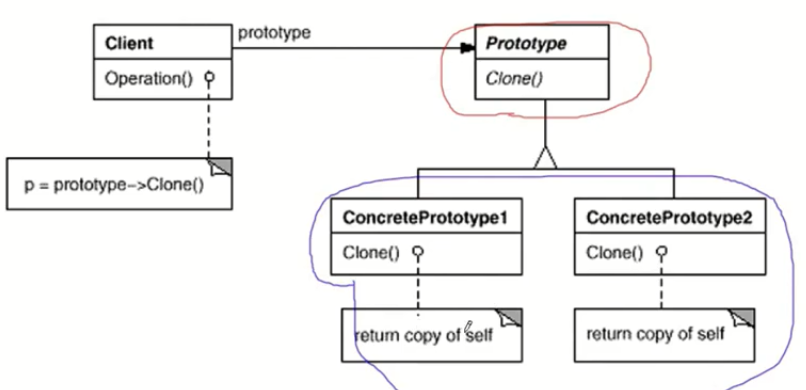 Client
prototype
Prototype
Operation()
Clone()
p = prototype->Clone()
ConcretePrototype1
ConcretePrototype2
Clone()
Clone()
return copy of self
return copy of self